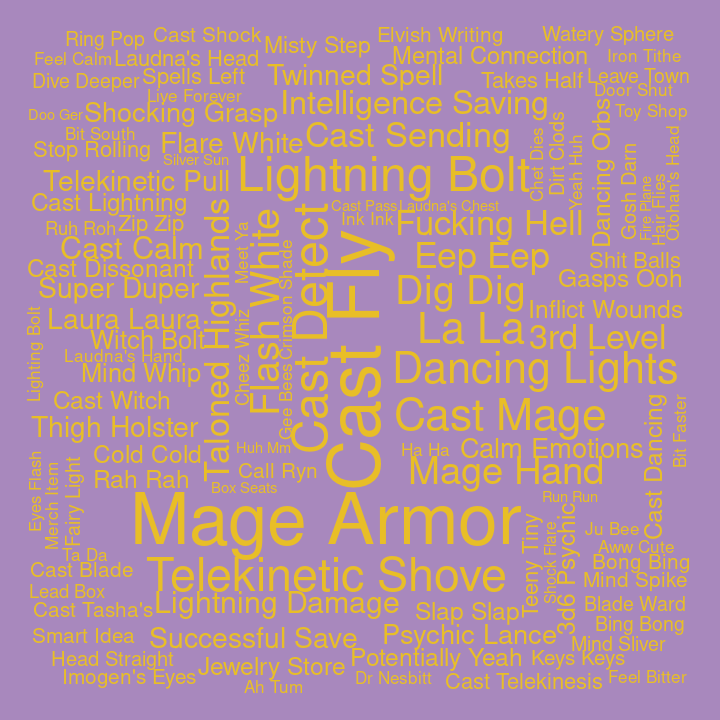 Ring Pop
Cast Shock
Misty Step
Elvish Writing
Watery Sphere
Feel Calm
Laudna's Head
Mental Connection
Iron Tithe
Dive Deeper
Spells Left
Twinned Spell
Takes Half
Leave Town
Live Forever
Intelligence Saving
Door Shut
Doo Ger
Shocking Grasp
Toy Shop
Bit South
Flare White
Cast Sending
Stop Rolling
Silver Sun
Lightning Bolt
Chet Dies
Dirt Clods
Yeah Huh
Dancing Orbs
Gosh Darn
Fire Plane
Hair Flies
Otohan's Head
Telekinetic Pull
Cast Lightning
Cast Pass
Laudna's Chest
Ruh Roh
Zip Zip
Ink Ink
Fucking Hell
Cast Calm
Taloned Highlands
Meet Ya
Flash White
Crimson Shade
Cast Detect
Cast Fly
Eep Eep
Shit Balls
Cast Dissonant
Gasps Ooh
Super Duper
Dig Dig
Inflict Wounds
Laura Laura
La La
3rd Level
Witch Bolt
Lighting Bolt
Laudna's Hand
Cheez Whiz
Gee Bees
Mind Whip
Dancing Lights
Cast Witch
Cast Mage
Thigh Holster
Cast Dancing
Bit Faster
Cold Cold
Huh Mm
Ha Ha
Calm Emotions
Rah Rah
Call Ryn
Mage Hand
Eyes Flash
Merch Item
Fairy Light
Box Seats
Run Run
Mage Armor
Teeny Tiny
Shock Flare
3d6 Psychic
Ju Bee
Ta Da
Aww Cute
Cast Blade
Telekinetic Shove
Bong Bing
Mind Spike
Lead Box
Cast Tasha's
Lightning Damage
Slap Slap
Blade Ward
Smart Idea
Successful Save
Psychic Lance
Bing Bong
Mind Sliver
Head Straight
Jewelry Store
Potentially Yeah
Keys Keys
Imogen's Eyes
Ah Tum
Dr Nesbitt
Cast Telekinesis
Feel Bitter